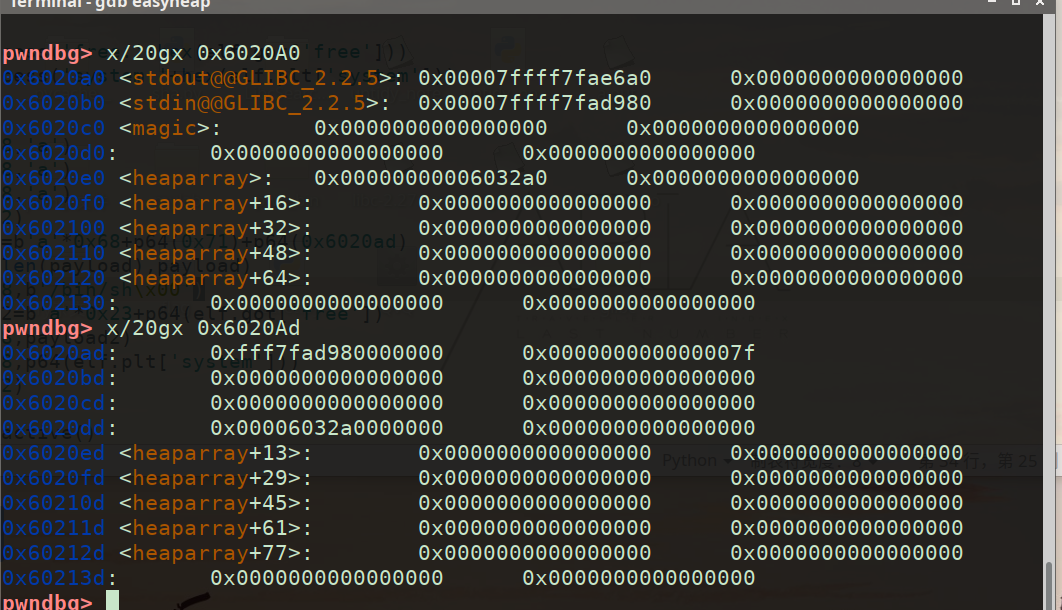 Terminal - gdb easyheap
pwndbg> x/20gx 0x6020A0
0x6020a0 <stdout@@GLIBC_2.2.5>: 0x00007ffff7fae6a0 0x0000000000000000
0x6020b0 <stdin@@GLIBC_2.2.5>: 0x00007ffff7fad980 0x0000000000000000
0x6020c0 <magic>: 0x0000000000000000 0x0000000000000000
0x6020d0: 0x0000000000000000 0x0000000000000000
0x6020e0 <heaparray>: 0x00000000006032a0 0x0000000000000000
0x6020f0 <heaparray+16>: 0x0000000000000000 0x0000000000000000
0x602100 <heaparray+32>: 0x0000000000000000 0x0000000000000000
0x602110 <heaparray+48>: 0x0000000000000000 0x0000000000000000
0x602120 <heaparray+64>: 0x0000000000000000 0x0000000000000000
0x602130: 0x0000000000000000 0x0000000000000000
pwndbg> x/20gx 0x6020Ad
0x6020ad: 0xfff7fad980000000 0x000000000000007f
0x6020bd: 0x0000000000000000 0x0000000000000000
0x6020cd: 0x0000000000000000 0x0000000000000000
0x6020dd: 0x00006032a0000000 0x0000000000000000
0x6020ed <heaparray+13>: 0x0000000000000000 0x0000000000000000
0x6020fd <heaparray+29>: 0x0000000000000000 0x0000000000000000
0x60210d <heaparray+45>: 0x0000000000000000 0x0000000000000000
0x60211d <heaparray+61>: 0x0000000000000000 0x0000000000000000
0x60212d <heaparray+77>: 0x0000000000000000 0x0000000000000000
0x60213d: 0x0000000000000000 0x0000000000000000
pwndbg>